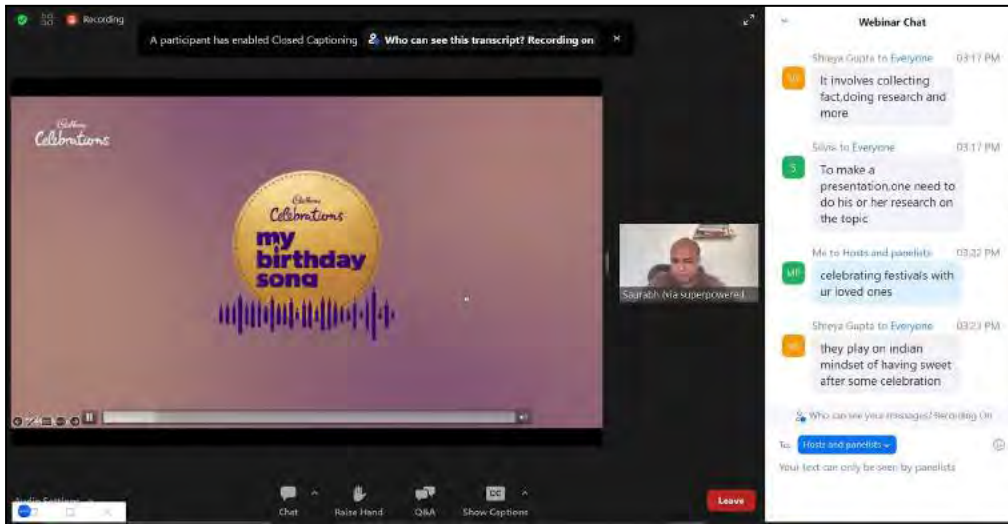 Recording
A participant has enabled Closed Captioning Who can see this transcript? Recording on
Cadbury
Celebrations
Cadbury
Celebrations
my
birthday
song
Saurabh (via superpowered
Audio Settings
Chat
Raise Hand
Q&A
CC
Show Captions
Leave
Webinar Chat
Shreya Gupta to Everyone 03:17 PM
It involves collecting
fact,doing research and
more
Silvia to Everyone 03:17 PM
S
To make a
presentation,one need to
do his or her research on
the topic
Me to Hosts and panelists 03:22 PM
celebrating festivals with
ur loved ones
Shreya Gupta to Everyone 03:23 PM
they play on indian
mindset of having sweet
after some celebration
Who can see your messages? Recording On
To: Hosts and panelists
Your text can only be seen by panelists